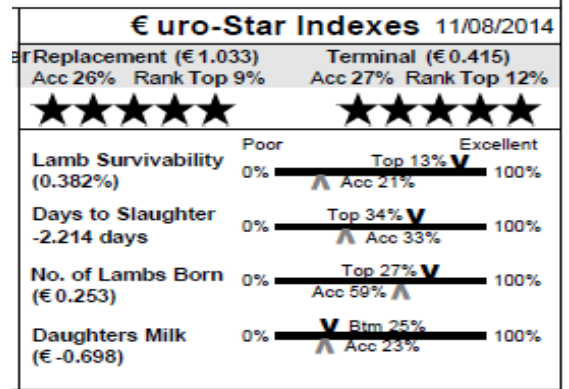 €uro-Star Indexes 11/08/2014
er Replacement (€1.033) Terminal (€0.415)
Acc 26% Rank Top 9% Acc 27% Rank Top 12%
Poor Excellent
Lamb Survivability
(0.382%)
0% Top 13% 100%
Acc 21%
Days to Slaughter
-2.214 days
0% Top 34% 100%
Acc 33%
No. of Lambs Born
(€0.253)
0% Top 27% 100%
Acc 59%
Daughters Milk
(€-0.698)
0% Btm 25% 100%
Acc 23%